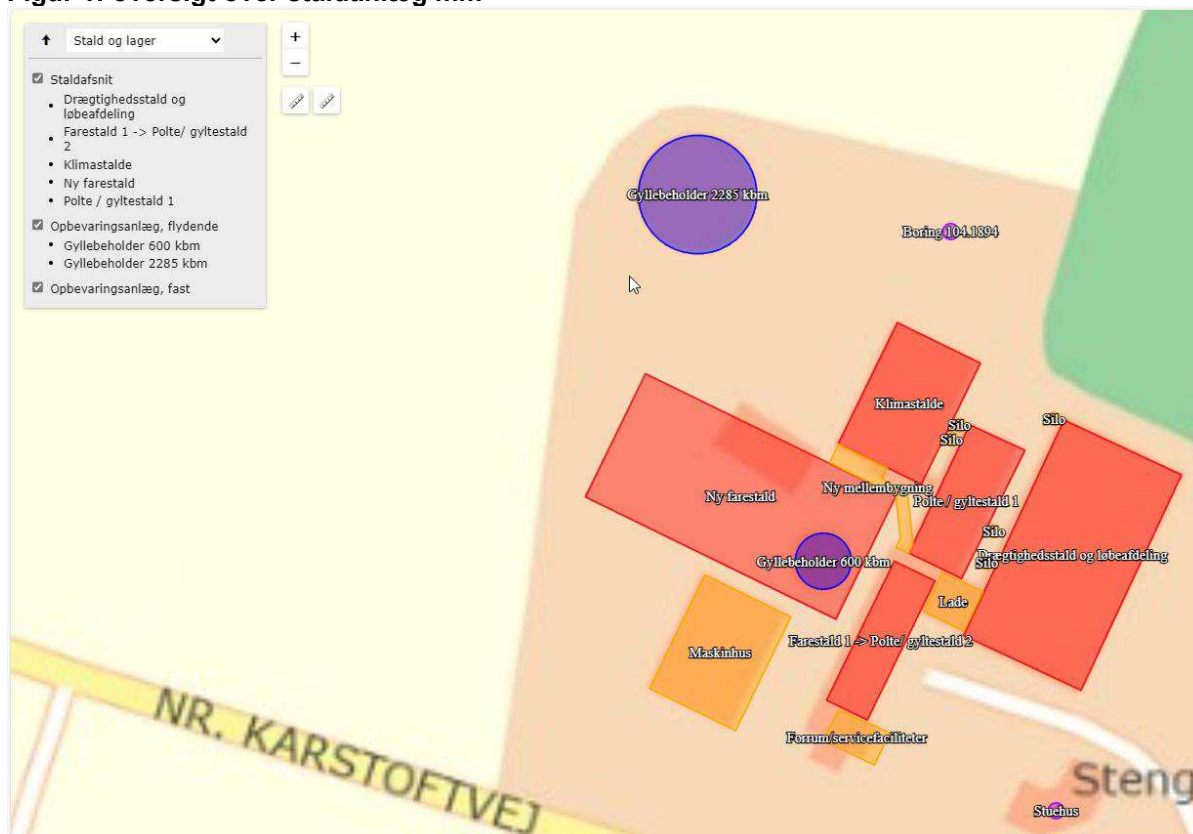 Stald og lager
Staldafsnit
Drægtighedsstald og
løbeafdeling
Farestald 1 -> Polte/ gyltestald
2
Klimastalde
Ny farestald
Polte / gyltestald 1
Opbevaringsanlæg, flydende
Gyllebeholder 600 kbm
Gyllebeholder 2285 kbm
Opbevaringsanlæg, fast
+
−
Gyllebeholder 2285 kbm
Boring 104.1894
Klimastalde
Silo
Silo
Silo
Ny farestald
Ny mellembygning
Polte / gyltestald 1
Silo
Drægtighedsstald og løbeafdeling
Silo
Gyllebeholder 600 kbm
Lade
Farestald 1 -> Polte/ gyltestald 2
Maskinhus
Forrum/servicefaciliteter
NR. KARSTOFTVEJ
Steng
Stuehus